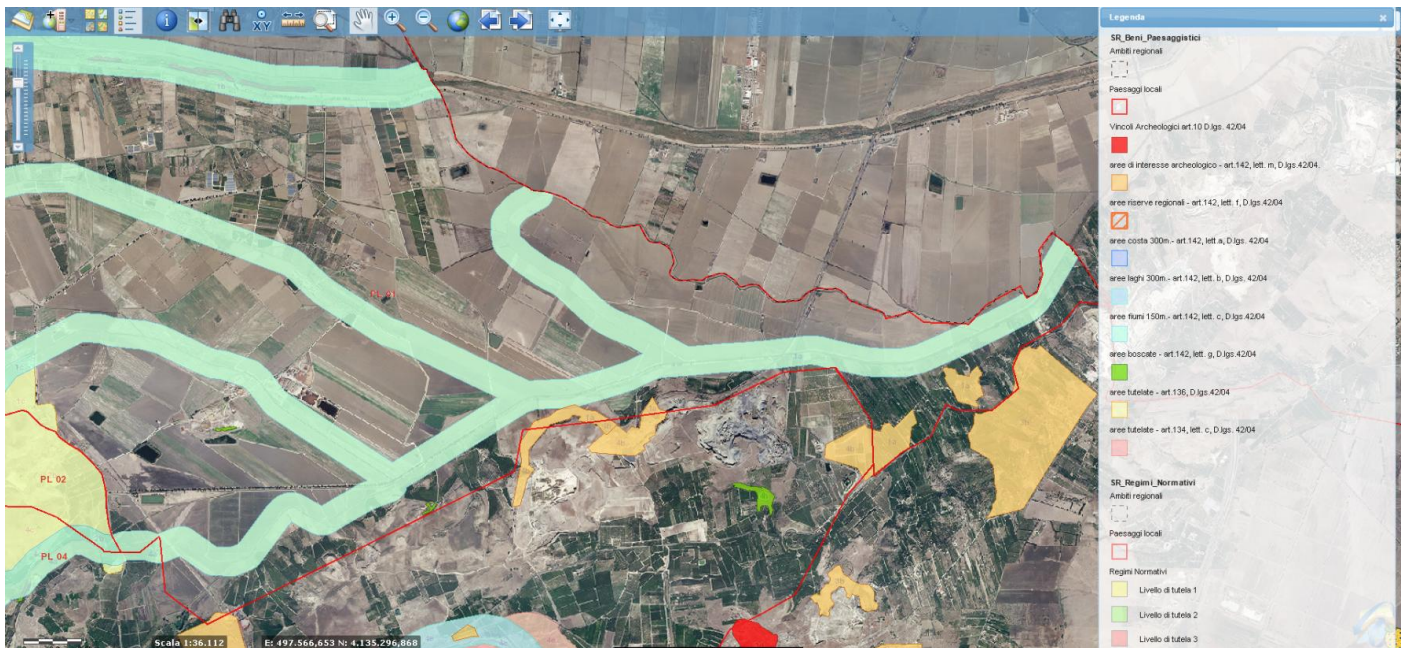 XY
Legenda
SR_Beni_Paesaggistici
Ambiti regionali
Paesaggi locali
Vincoli Archeologici art.10 D.lgs. 42/04
aree di interesse archeologico - art.142, lett. m, D.lgs.42/04.
aree riserve regionali - art.142, lett. f, D.lgs.42/04
aree costa 300m.- art.142, lett.a, D.lgs. 42/04
aree laghi 300m.- art.142, lett. b, D.lgs. 42/04
aree fiumi 150m.- art.142, lett. c, D.lgs.42/04
aree boscate - art.142, lett. g, D.lgs.42/04
aree tutelate - art.136, D.lgs.42/04
aree tutelate - art.134, lett. c, D.lgs. 42/04
SR_Regimi_Normativi
Ambiti regionali
Paesaggi locali
Regimi Normativi
Livello di tutela 1
Livello di tutela 2
Livello di tutela 3
PL 01
PL 02
PL 04
Scala 1:36.112
E: 497.566,653 N: 4.135.296,868